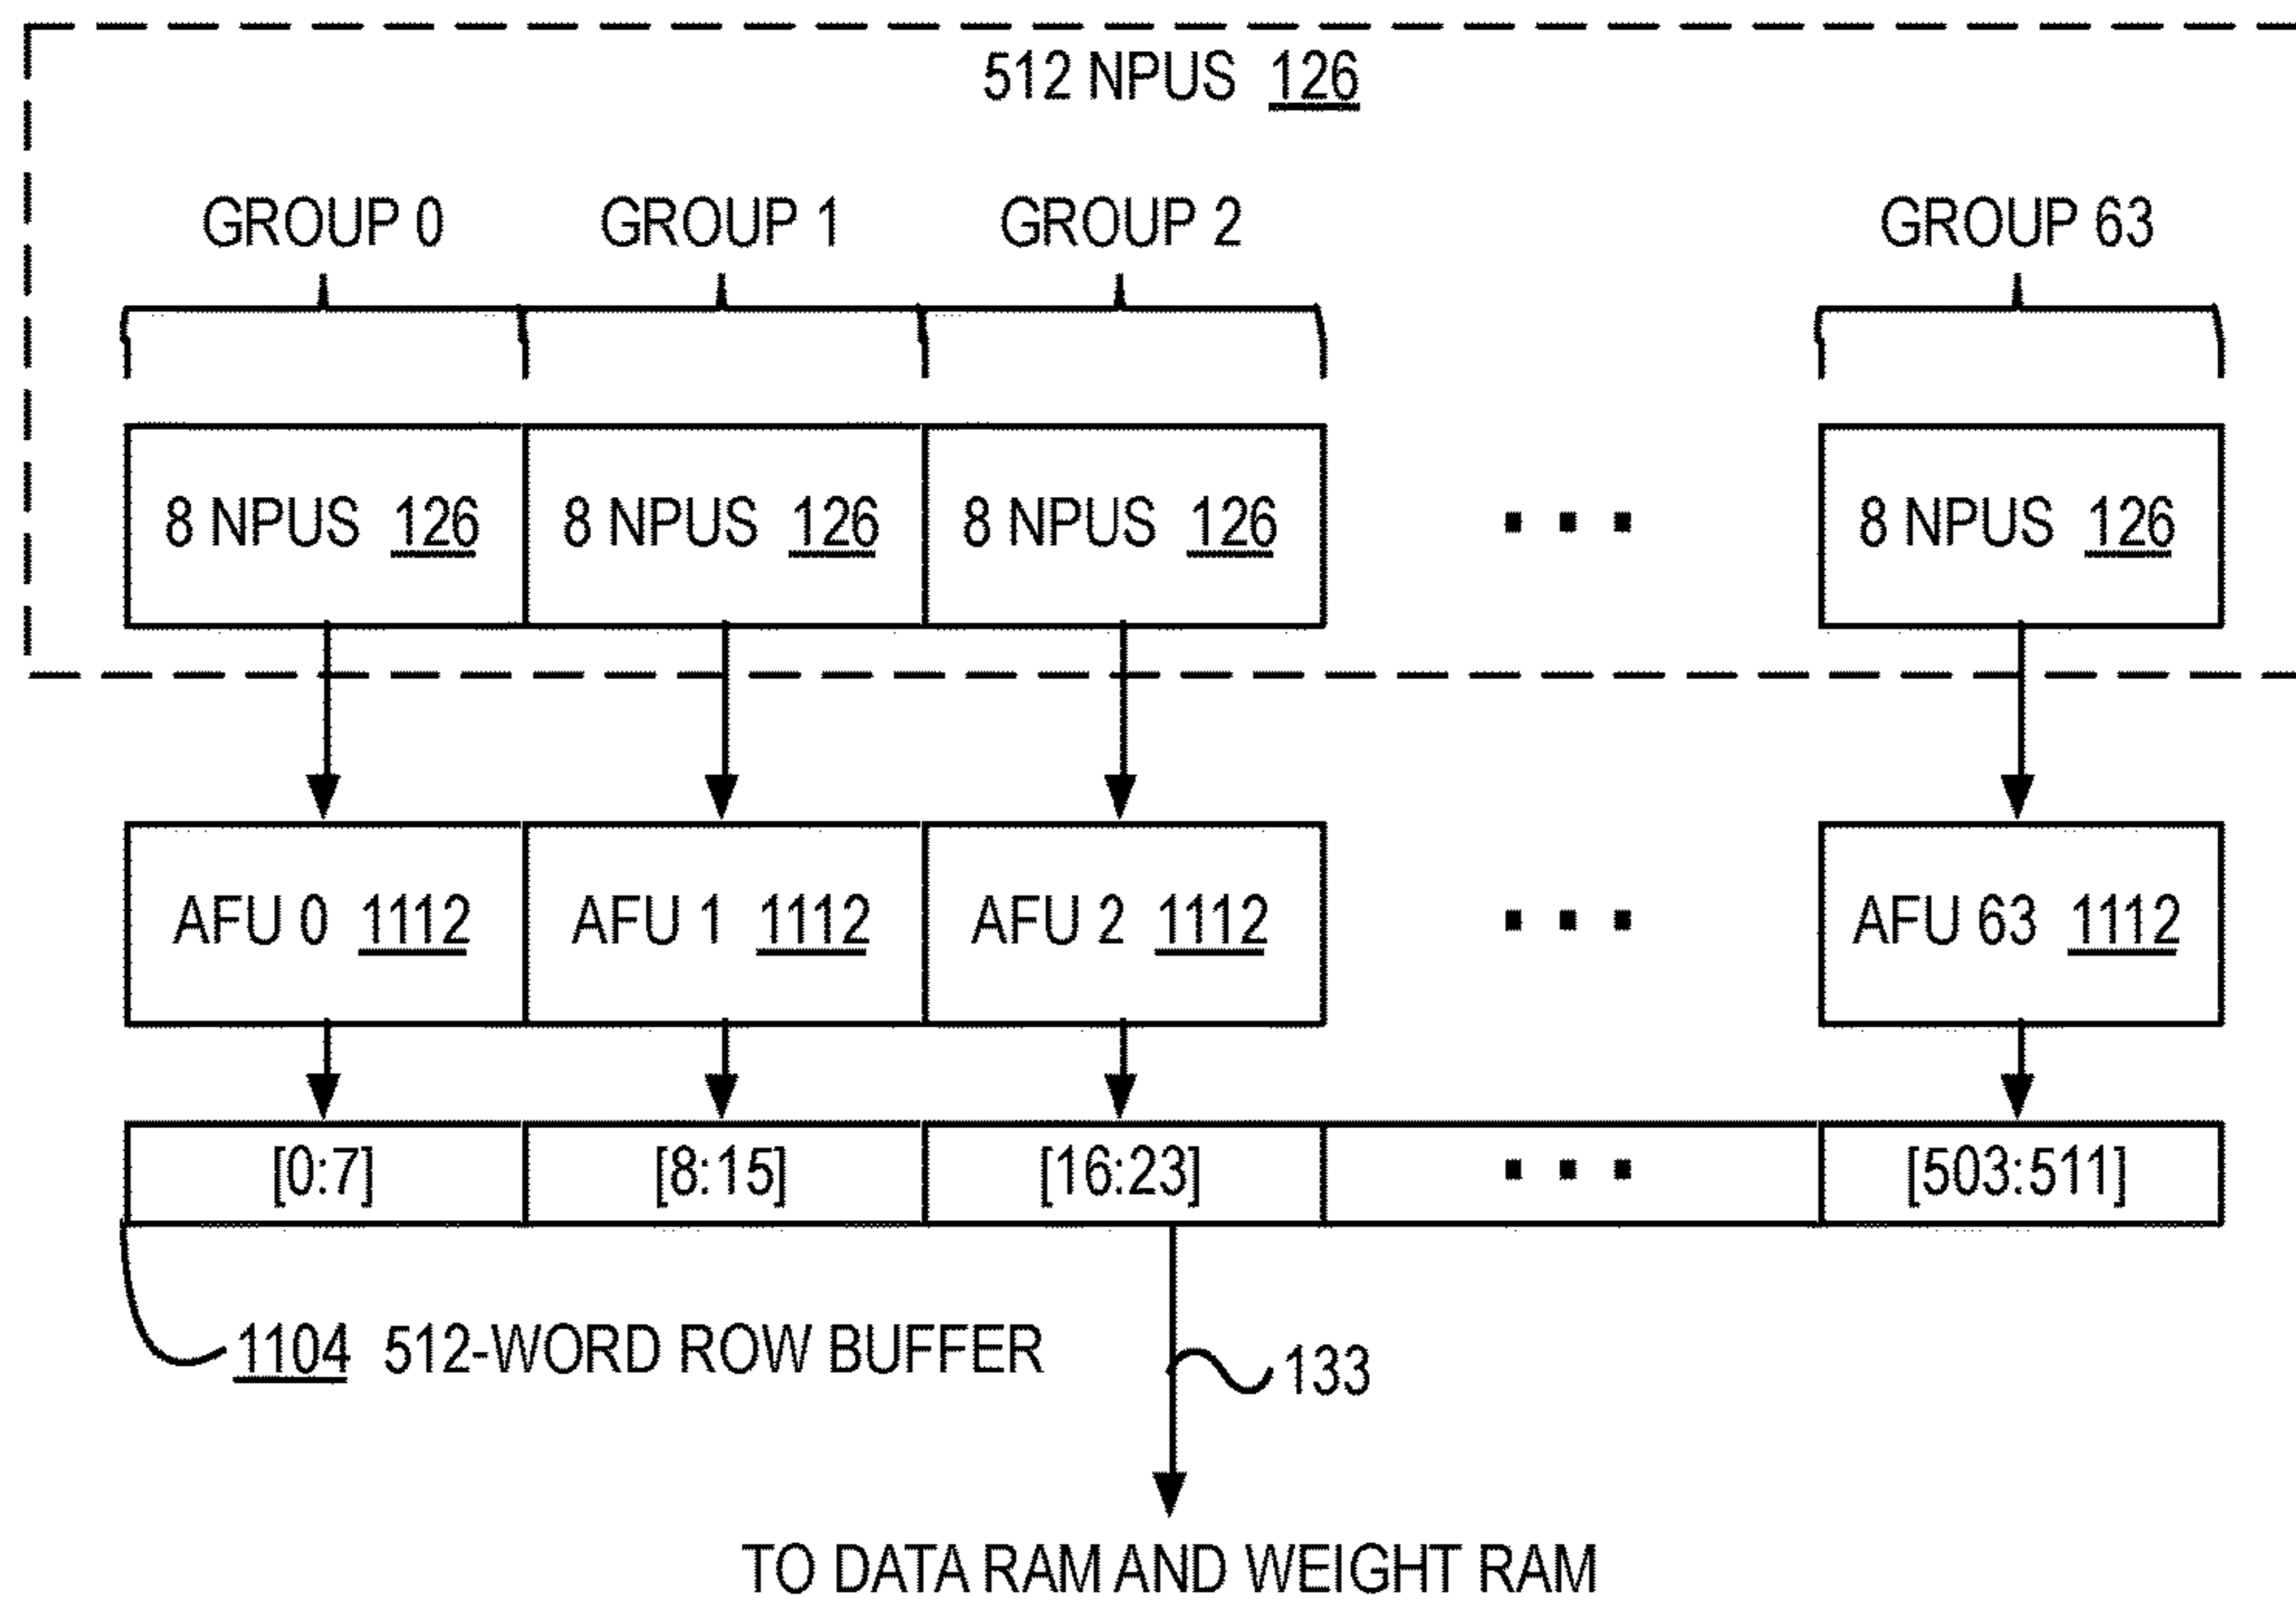 512 NPUS 126
GROUP 0 GROUP 1 GROUP 2 GROUP 63
8 NPUS 126 8 NPUS 126 8 NPUS 126 8 NPUS 126
AFU 0 1112 AFU 1 1112 AFU 2 1112 AFU 63 1112
[0:7] [8:15] [16:23] [503:511]
1104 512-WORD ROW BUFFER
133
TO DATA RAM AND WEIGHT RAM